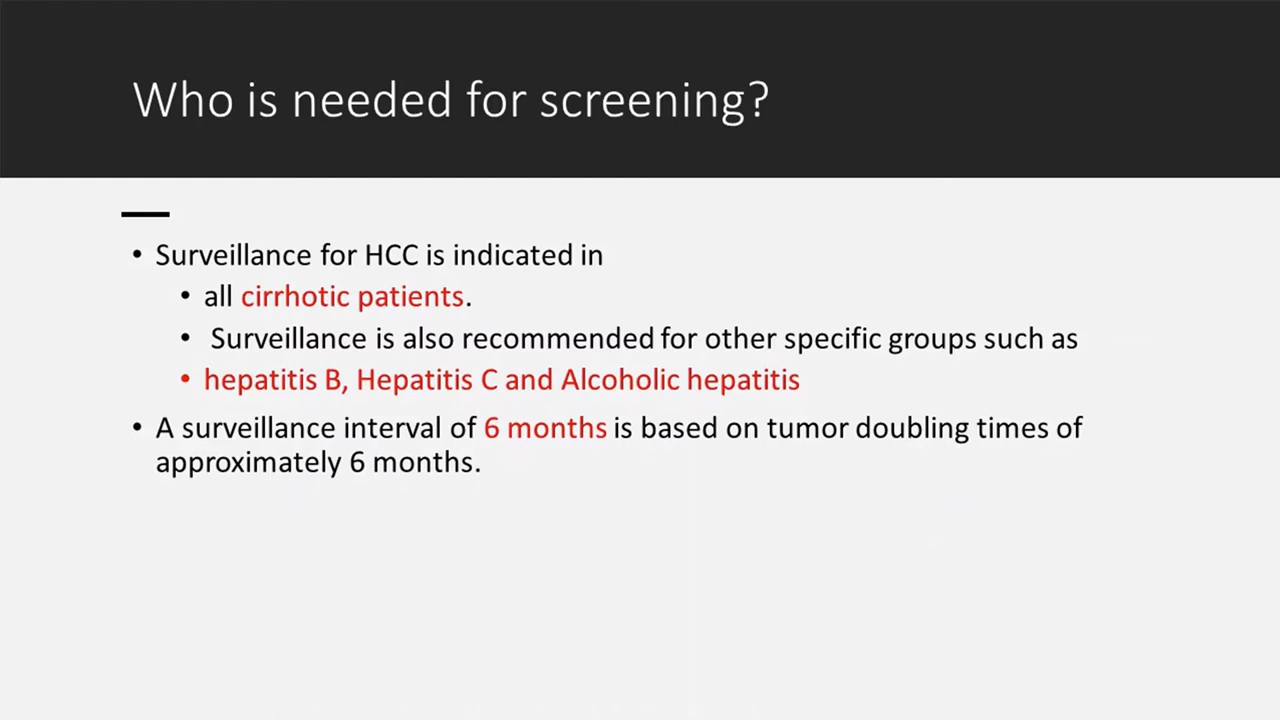 Who is needed for screening?
• Surveillance for HCC is indicated in
• all cirrhotic patients.
• Surveillance is also recommended for other specific groups such as
• hepatitis B, Hepatitis C and Alcoholic hepatitis
• A surveillance interval of 6 months is based on tumor doubling times of
approximately 6 months.